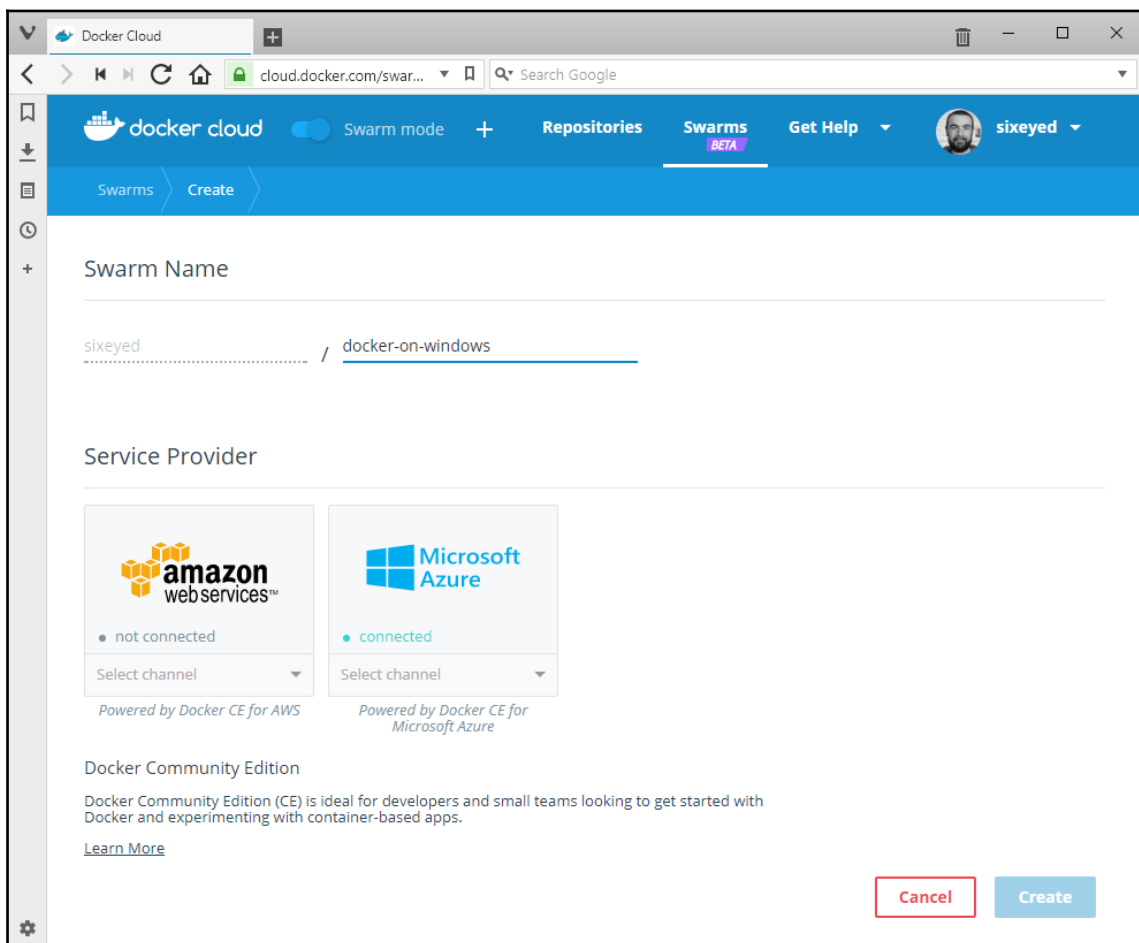 Docker Cloud
cloud.docker.com/swar...
Search Google
docker cloud
Swarm mode
Repositories
Swarms
BETA
Get Help
sixeyed
Swarms
Create
Swarm Name
sixeyed / docker-on-windows
Service Provider
amazon
webservices™
not connected
Select channel
Powered by Docker CE for AWS
Microsoft
Azure
connected
Select channel
Powered by Docker CE for
Microsoft Azure
Docker Community Edition
Docker Community Edition (CE) is ideal for developers and small teams looking to get started with
Docker and experimenting with container-based apps.
Learn More
Cancel
Create